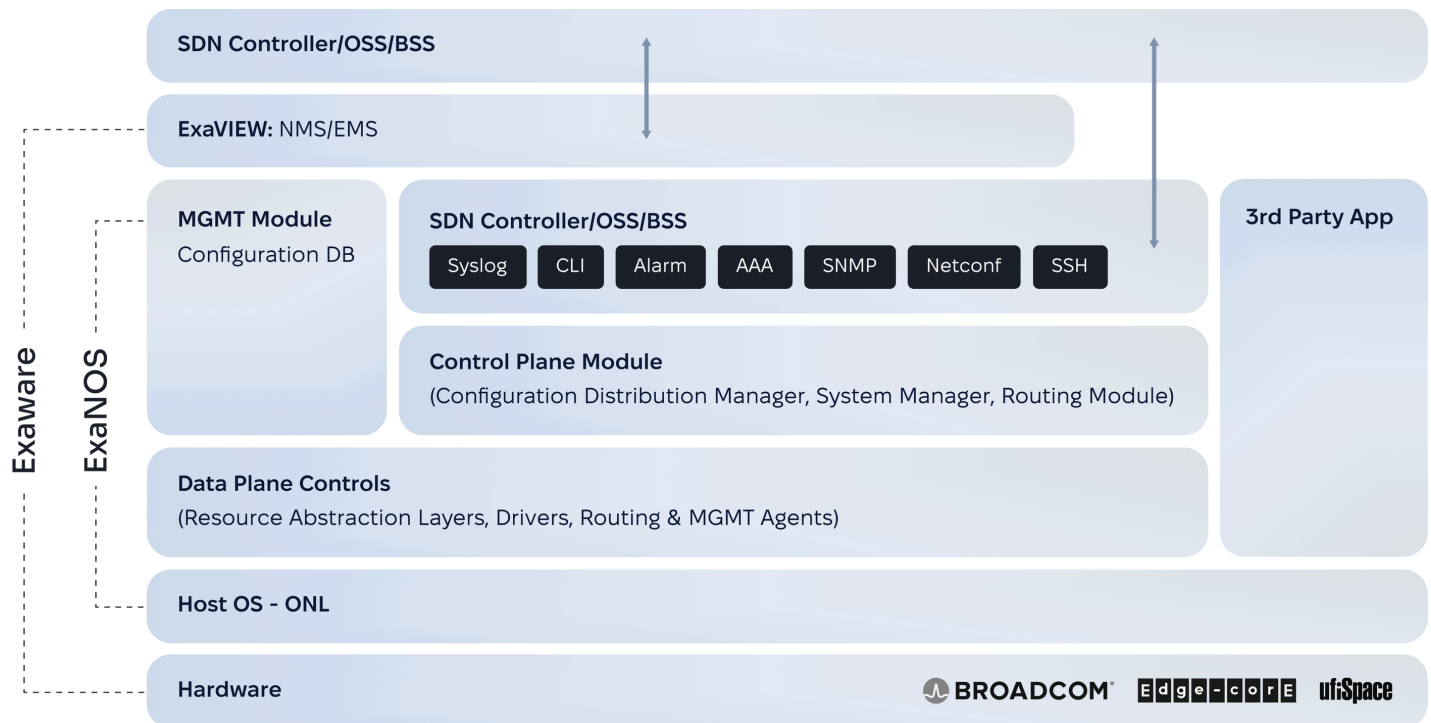 SDN Controller/OSS/BSS
ExaVIEW: NMS/EMS
MGMT Module
Configuration DB
SDN Controller/OSS/BSS
Syslog
CLI
Alarm
AAA
SNMP
Netconf
SSH
3rd Party App
Control Plane Module
(Configuration Distribution Manager, System Manager, Routing Module)
Exaware
ExaNOS
Data Plane Controls
(Resource Abstraction Layers, Drivers, Routing & MGMT Agents)
Host OS - ONL
Hardware
BROADCOM®
Edge-corE
ufiSpace